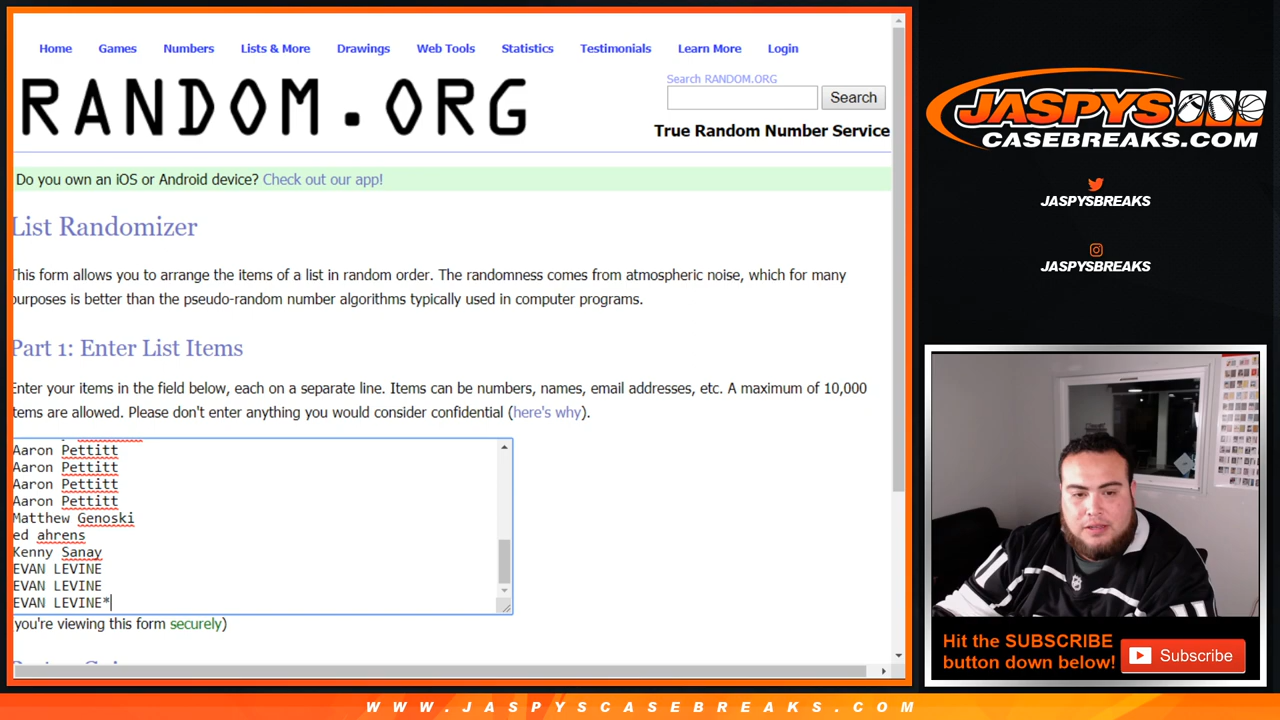 Home Games Numbers Lists & More Drawings Web Tools Statistics Testimonials Learn More Login
RANDOM.ORG
Search RANDOM.ORG
Search
True Random Number Service
Do you own an iOS or Android device? Check out our app!
List Randomizer
This form allows you to arrange the items of a list in random order. The randomness comes from atmospheric noise, which for many
purposes is better than the pseudo-random number algorithms typically used in computer programs.
Part 1: Enter List Items
Enter your items in the field below, each on a separate line. Items can be numbers, names, email addresses, etc. A maximum of 10,000
items are allowed. Please don't enter anything you would consider confidential (here's why).
Aaron Pettitt
Aaron Pettitt
Aaron Pettitt
Aaron Pettitt
Matthew Genoski
ed ahrens
Kenny Sanay
EVAN LEVINE
EVAN LEVINE
EVAN LEVINE*
you're viewing this form securely)
JASPYS
CASEBREAKS.COM
JASPYSBREAKS
JASPYSBREAKS
Hit the SUBSCRIBE
button down below!
Subscribe
WWW.JASPYSCASEBREAKS.COM